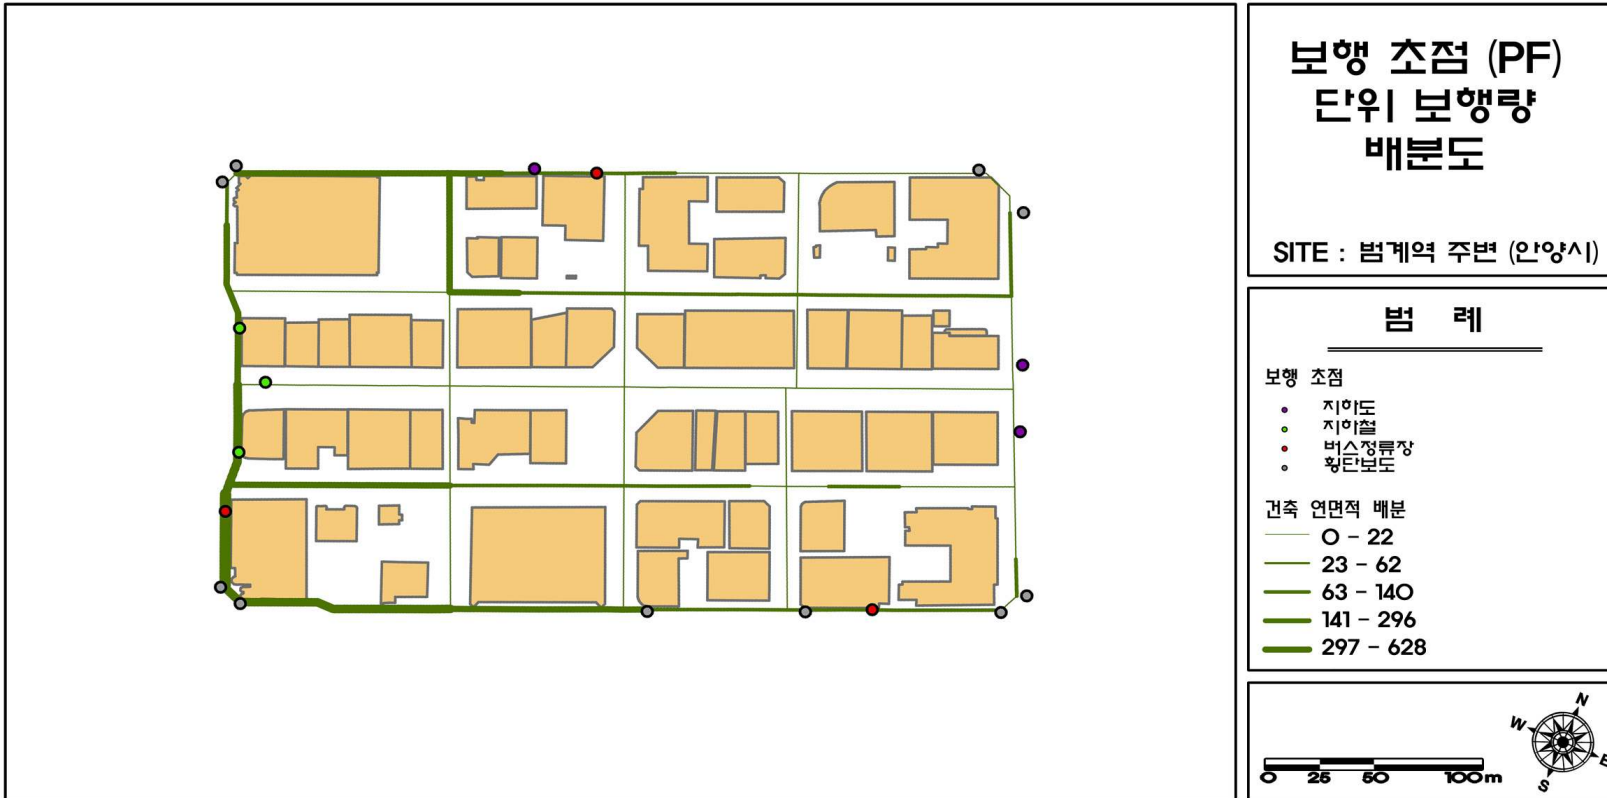 보행 초점 (PF)
단위 보행량
배분도
SITE : 범계역 주변 (안양시)
범 례
보행 초점
지하도
지하철
버스정류장
횡단보도
건축 연면적 배분
0 - 22
23 - 62
63 - 140
141 - 296
297 - 628
N
W
E
S
0 25 50 100m